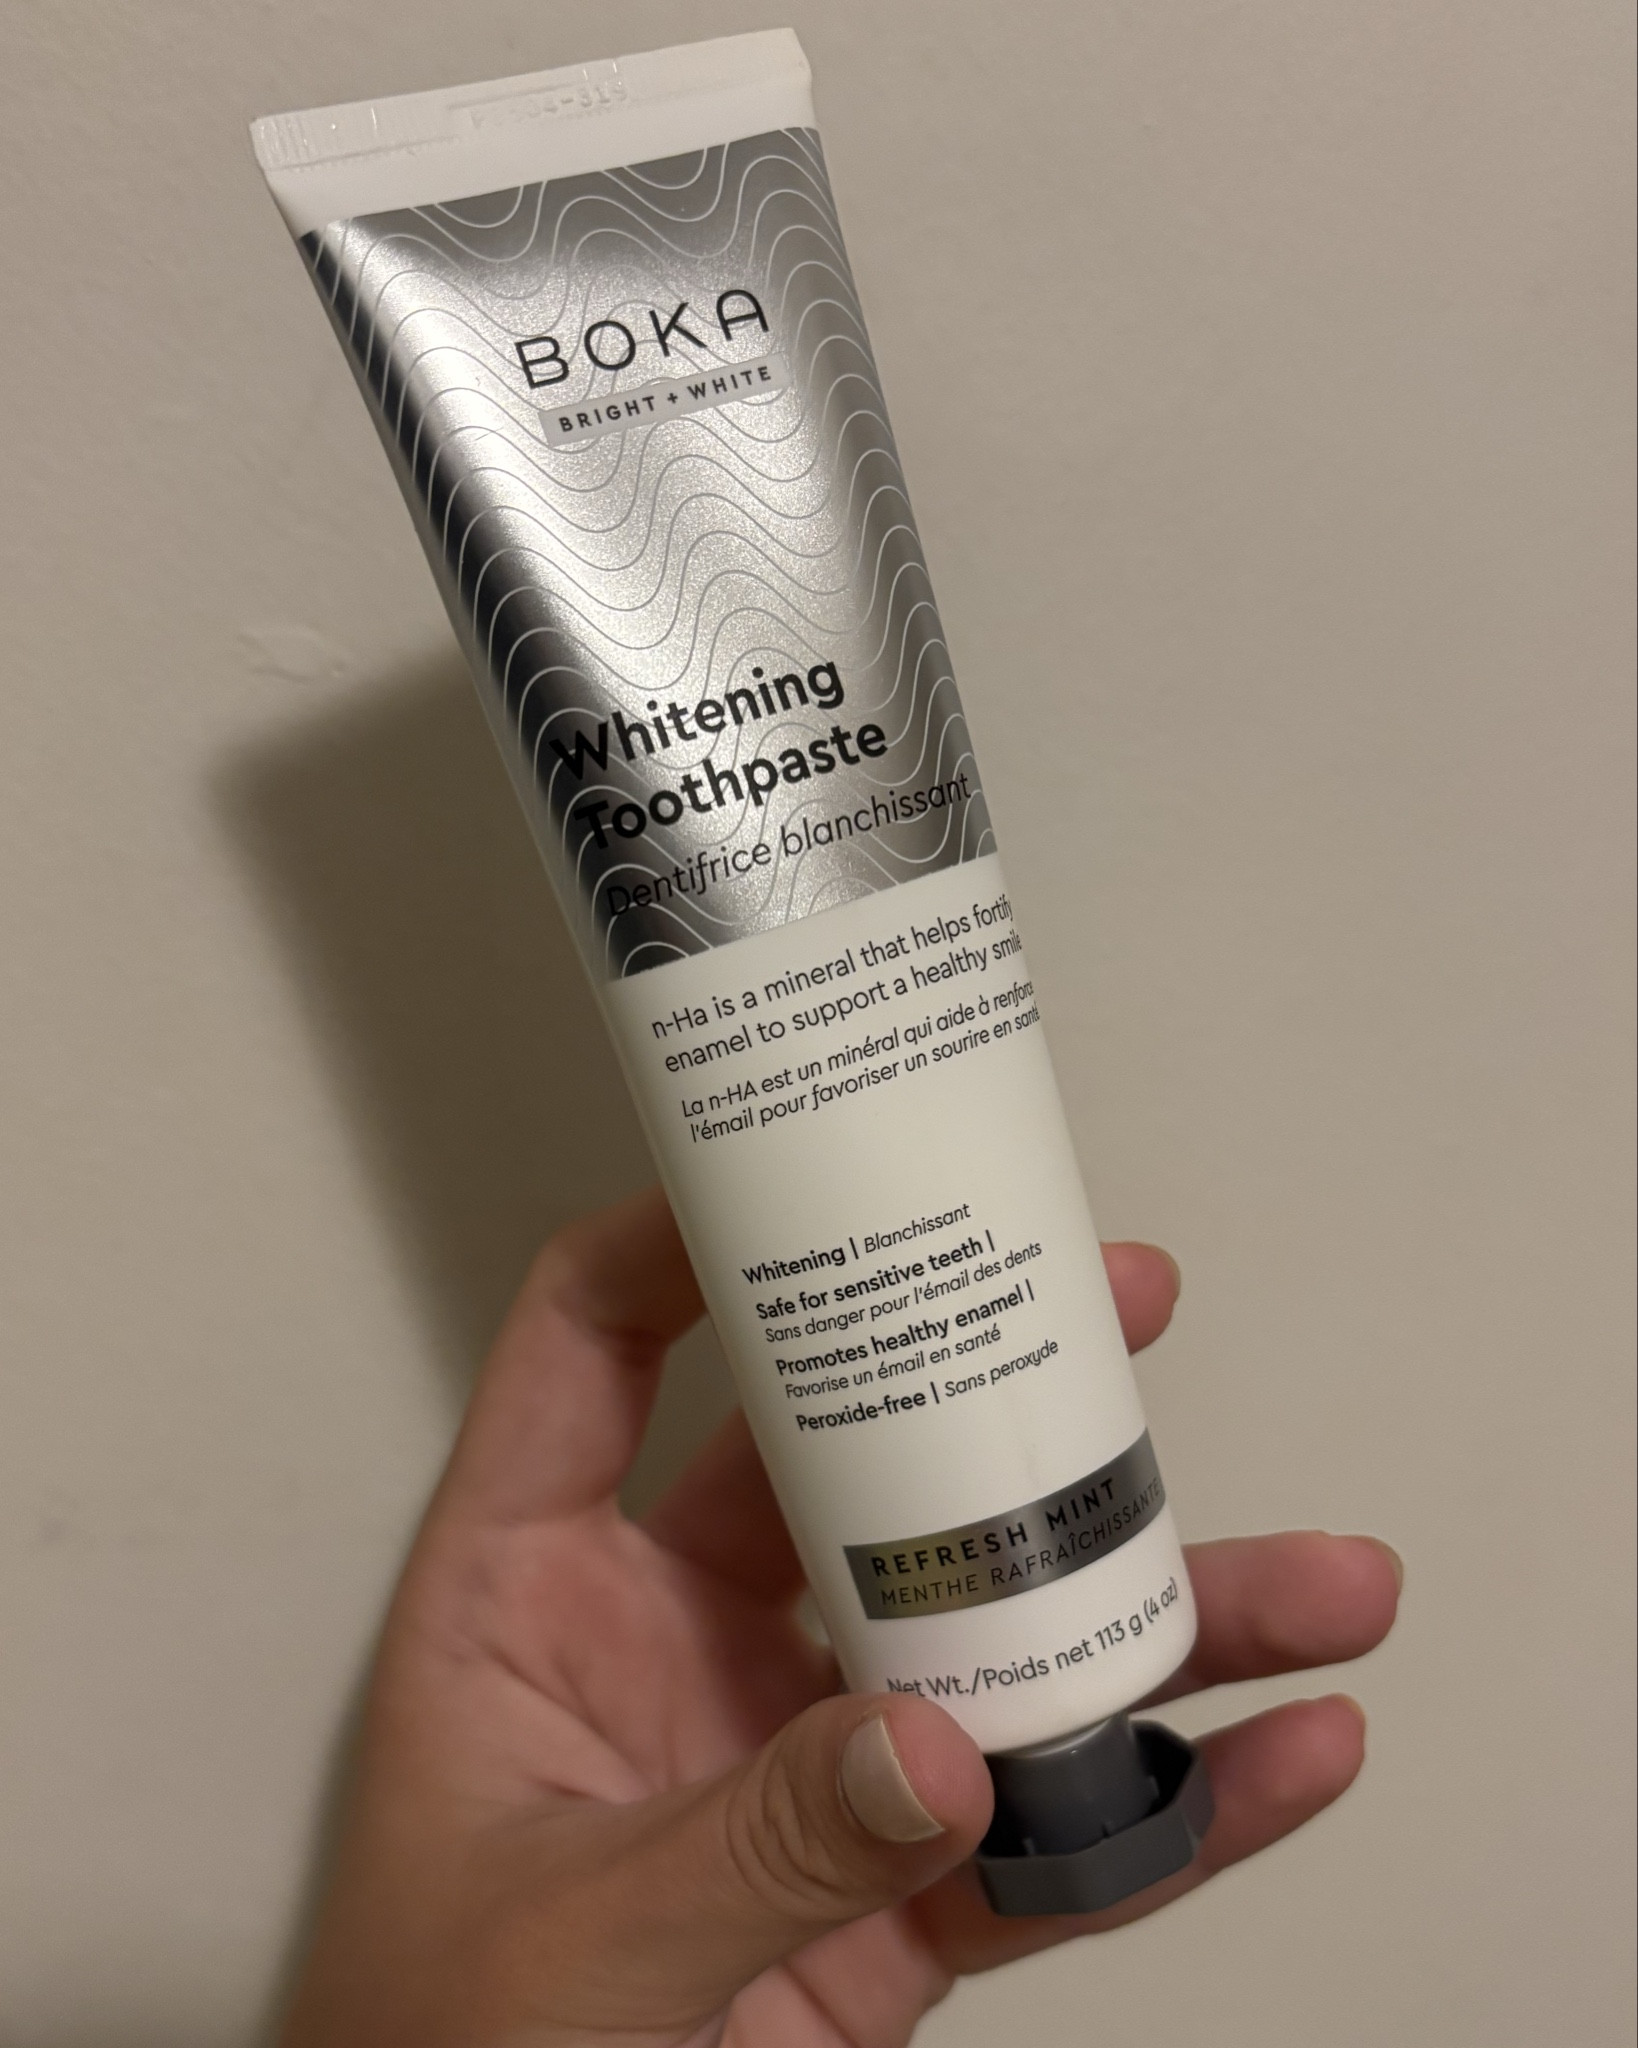 BOKA
BRIGHT + WHITE
Whitening
Toothpaste
Dentifrice blanchissant
n-Ha is a mineral that helps fortify
enamel to support a healthy smile
La n-HA est un minéral qui aide à
l'émail pour favoriser un sourire en santé
Whitening | Blanchissant
Safe for sensitive teeth |
Sans danger pour l'émail des dents
Promotes healthy enamel |
Favorise un émail en santé
Peroxide-free | Sans peroxyde
REFRESH MINT
MENTHE RAFRAÎCHISSANTE
Net Wt./Poids net 113 g (4 oz)